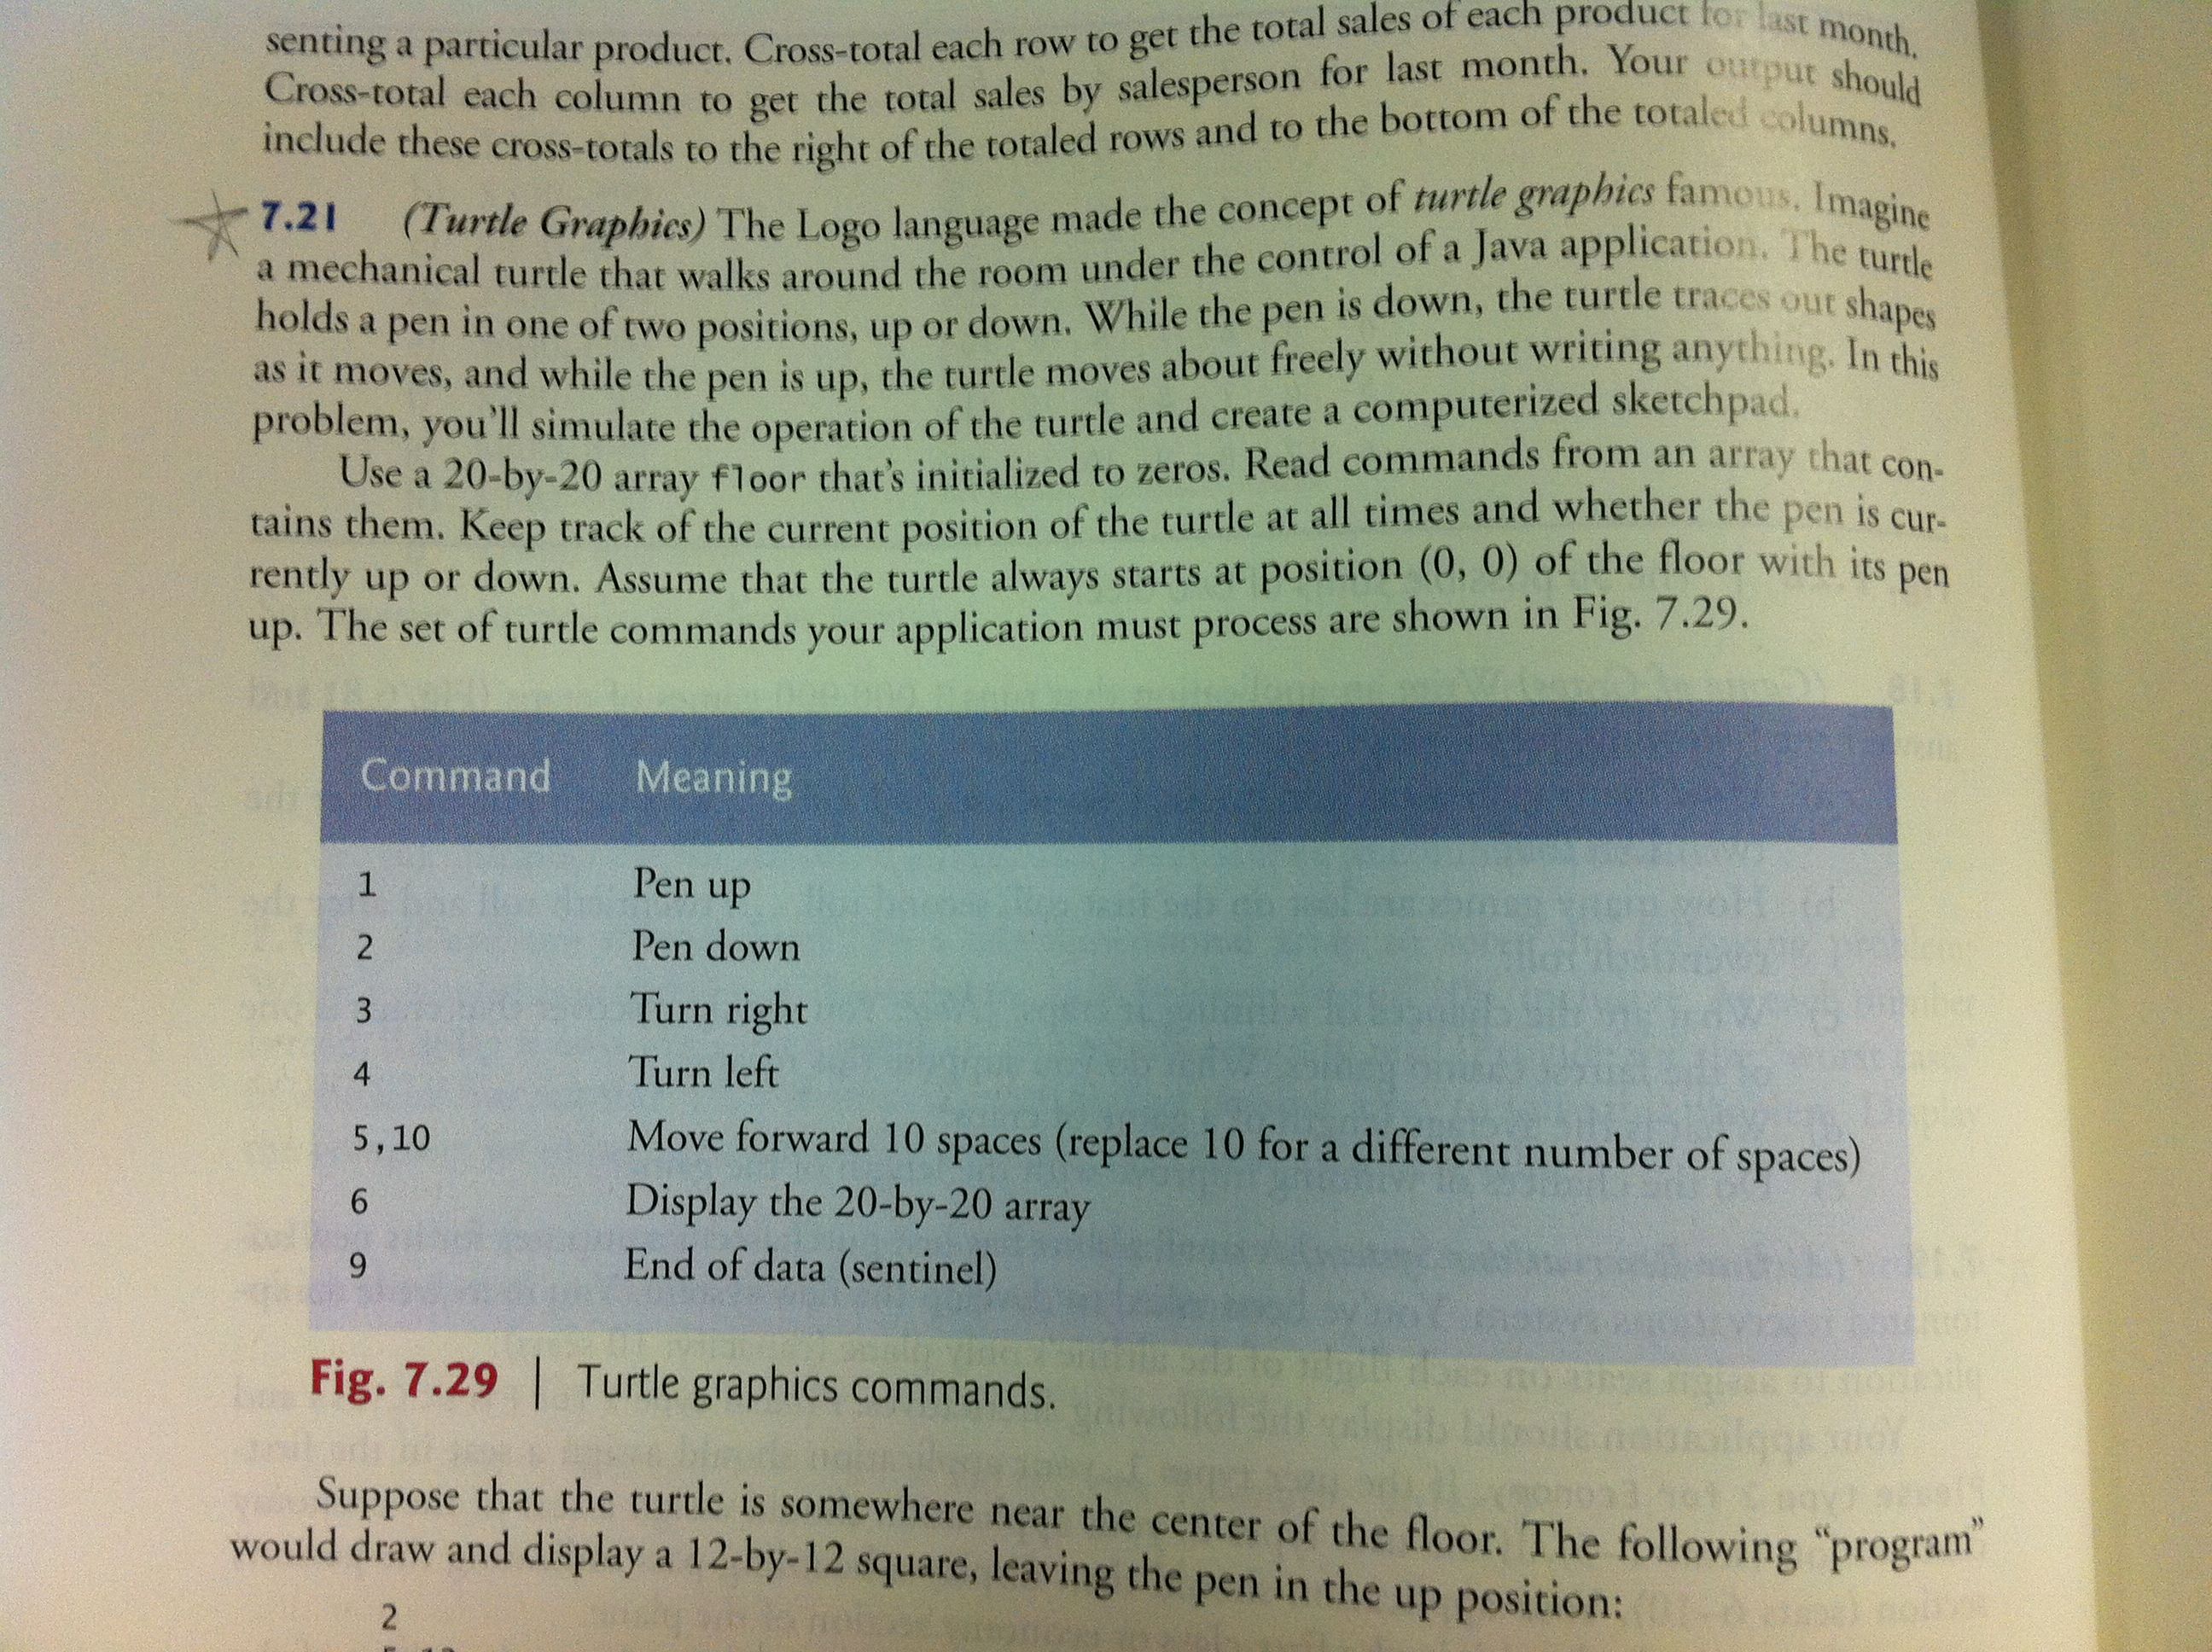 senting a particular product. Cross-total each row to get the total sales of each product for last month.
Cross-total each column to get the total sales by salesperson for last month. Your output should
include these cross-totals to the right of the totaled rows and to the bottom of the totaled columns.
7.21 (Turtle Graphics) The Logo language made the concept of turtle graphics famous. Imagine
a mechanical turtle that walks around the room under the control of a Java application. The turtle
holds a pen in one of two positions, up or down. While the pen is down, the turtle traces out shapes
as it moves, and while the pen is up, the turtle moves about freely without writing anything. In this
problem, you'll simulate the operation of the turtle and create a computerized sketchpad.
Use a 20-by-20 array floor that's initialized to zeros. Read commands from an array that con-
tains them. Keep track of the current position of the turtle at all times and whether the pen is cur-
rently up or down. Assume that the turtle always starts at position (0, 0) of the floor with its pen
up. The set of turtle commands your application must process are shown in Fig. 7.29.
Command Meaning
1 Pen up
2 Pen down
3 Turn right
4 Turn left
5,10 Move forward 10 spaces (replace 10 for a different number of spaces)
6 Display the 20-by-20 array
9 End of data (sentinel)
Fig. 7.29 | Turtle graphics commands.
Suppose that the turtle is somewhere near the center of the floor. The following “program”
would draw and display a 12-by-12 square, leaving the pen in the up position:
2